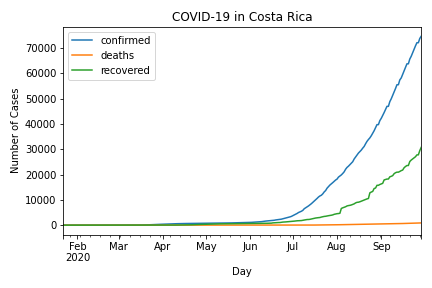 COVID-19 in Costa Rica
confirmed
deaths
recovered
70000
60000
50000
40000
30000
20000
10000
0
Number of Cases
Feb Mar Apr May Jun Jul Aug Sep
2020
Day